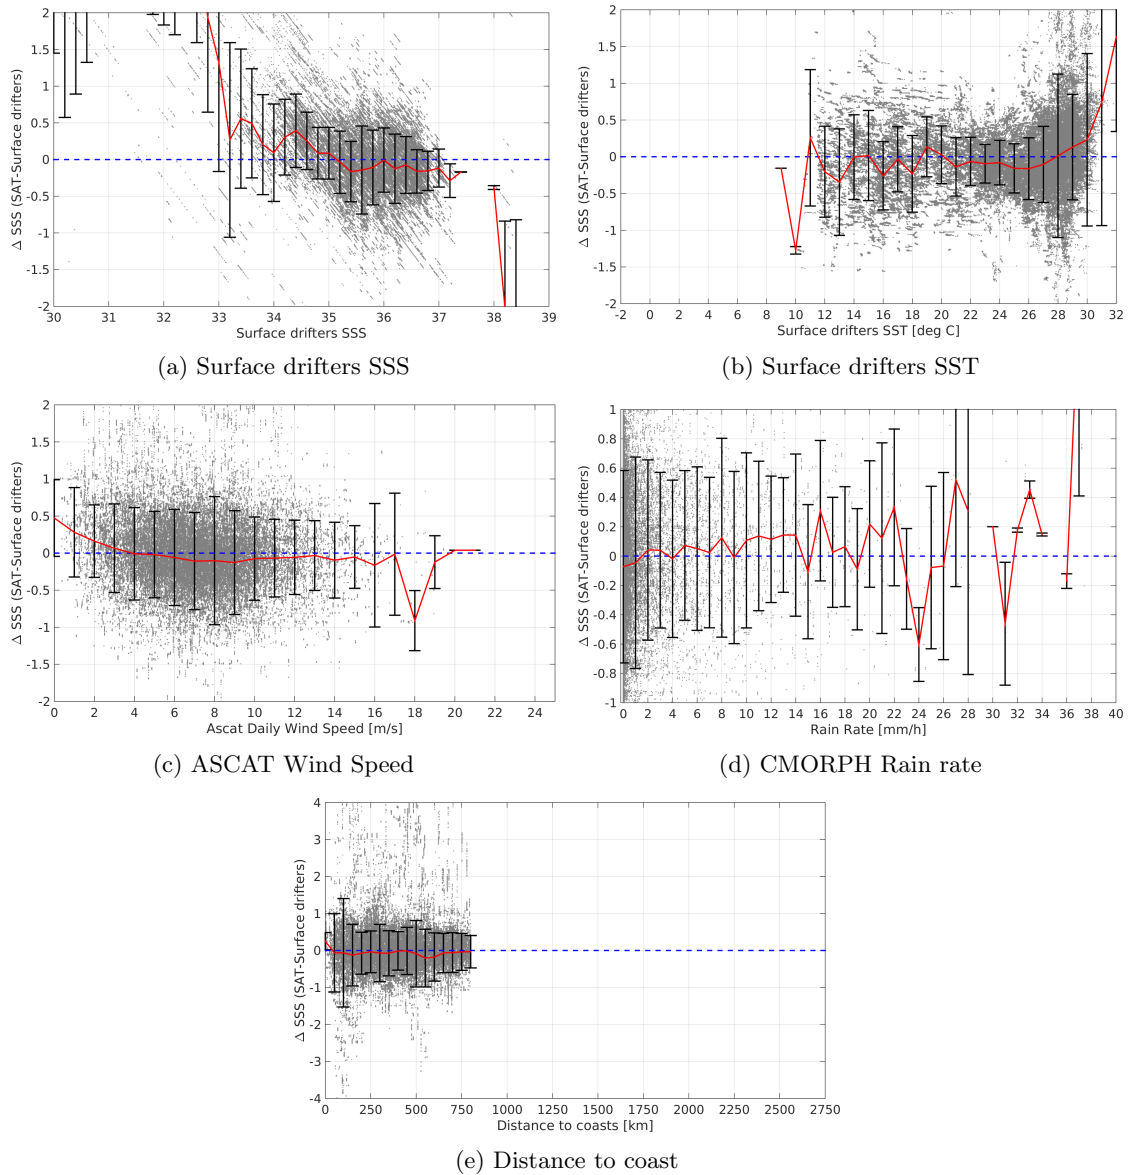 2
1.5
1
0.5
0
-0.5
-1
-1.5
-2
Δ SSS (SAT-Surface drifters)
30 31 32 33 34 35 36 37 38 39
Surface drifters SSS
(a) Surface drifters SSS
2
1.5
1
0.5
0
-0.5
-1
-1.5
-2
Δ SSS (SAT-Surface drifters)
-2 0 2 4 6 8 10 12 14 16 18 20 22 24 26 28 30 32
Surface drifters SST [deg C]
(b) Surface drifters SST
2
1.5
1
0.5
0
-0.5
-1
-1.5
-2
Δ SSS (SAT-Surface drifters)
0 2 4 6 8 10 12 14 16 18 20 22 24
Ascat Daily Wind Speed [m/s]
(c) ASCAT Wind Speed
1
0.8
0.6
0.4
0.2
0
-0.2
-0.4
-0.6
-0.8
-1
Δ SSS (SAT-Surface drifters)
0 2 4 6 8 10 12 14 16 18 20 22 24 26 28 30 32 34 36 38 40
Rain Rate [mm/h]
(d) CMORPH Rain rate
4
3
2
1
0
-1
-2
-3
-4
Δ SSS (SAT-Surface drifters)
0 250 500 750 1000 1250 1500 1750 2000 2250 2500 2750
Distance to coasts [km]
(e) Distance to coast